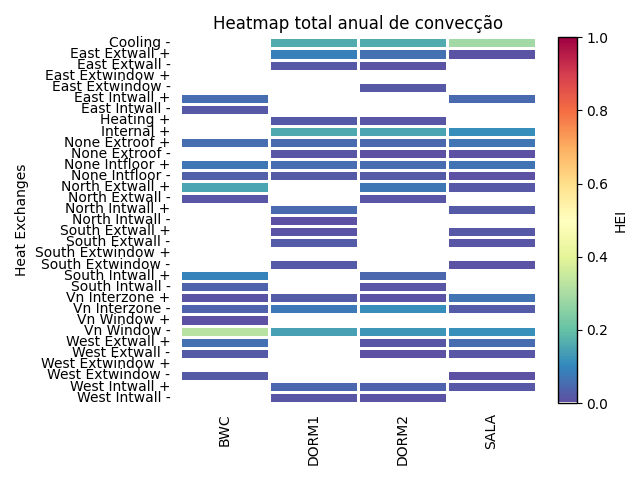 Heatmap total anual de convecção
Heat Exchanges
Cooling -
East Extwall +
East Extwall -
East Extwindow +
East Extwindow -
East Intwall +
East Intwall -
Heating +
Internal +
None Extroof +
None Extroof -
None Intfloor +
None Intfloor -
North Extwall +
North Extwall -
North Intwall +
North Intwall -
South Extwall +
South Extwall -
South Extwindow +
South Extwindow -
South Intwall +
South Intwall -
Vn Interzone +
Vn Interzone -
Vn Window +
Vn Window -
West Extwall +
West Extwall -
West Extwindow +
West Extwindow -
West Intwall +
West Intwall -
BWC
DORM1
DORM2
SALA
1.0
0.8
0.6
0.4
0.2
0.0
HEI